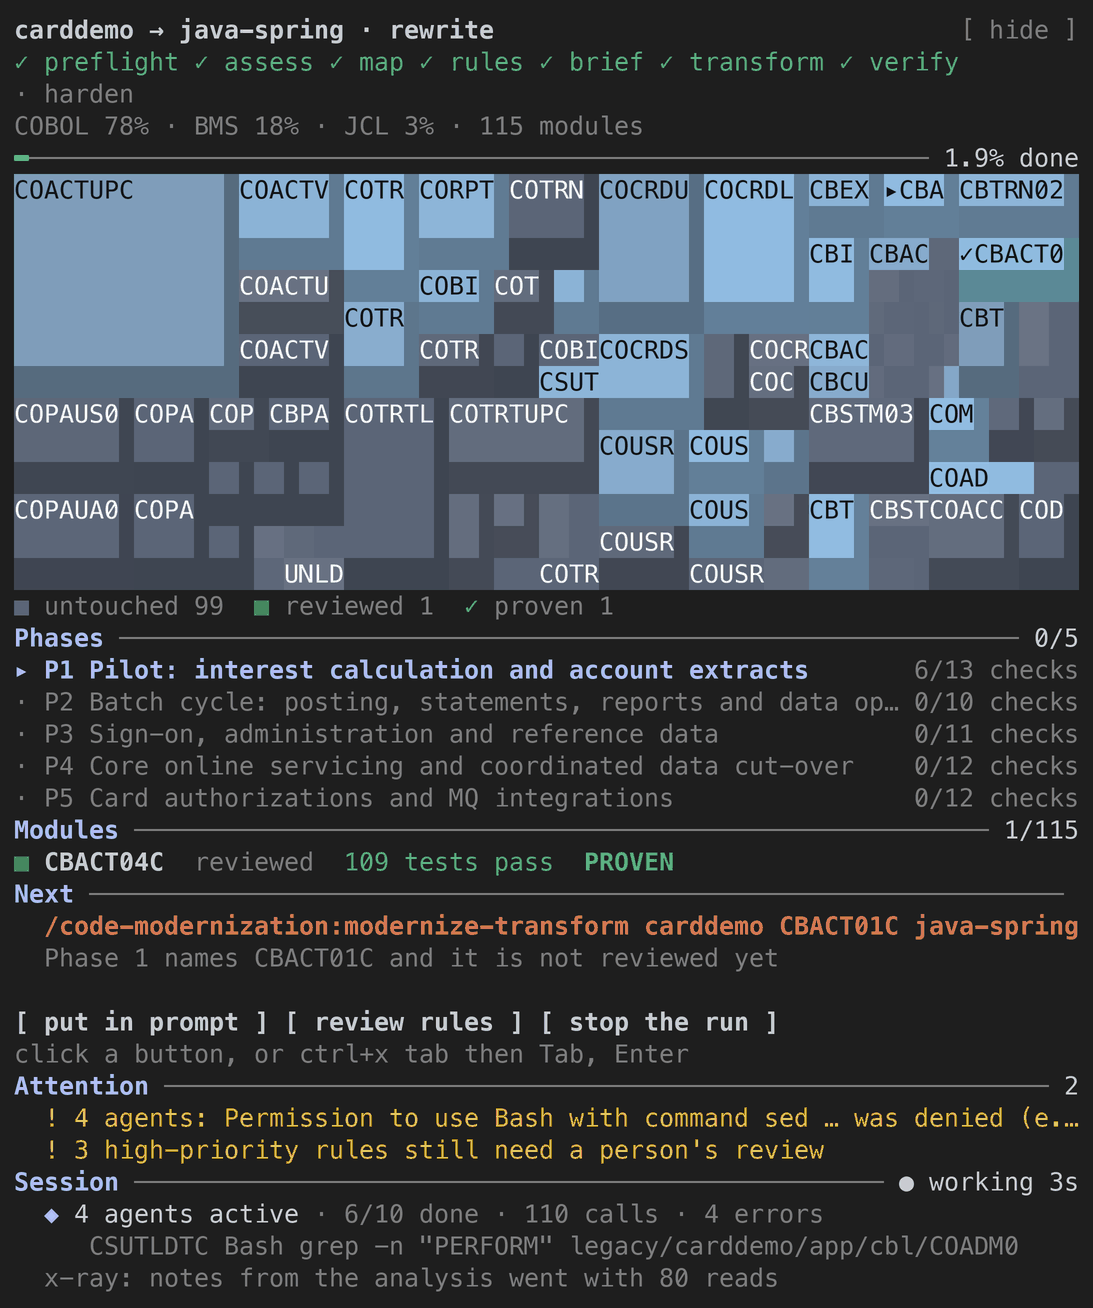 carddemo → java-spring · rewrite [ hide ]
✓ preflight ✓ assess ✓ map ✓ rules ✓ brief ✓ transform ✓ verify
· harden
COBOL 78% · BMS 18% · JCL 3% · 115 modules
1.9% done
COACTUPC COACTV COTR CORPT COTRN COCRDU COCRDL CBEX ▸CBA CBTRN02
CBI CBAC ✓CBACT0
COACTU COBI COT
COTR CBT
COACTV COTR COBI COCRDS COCR CBAC
CSUT COC CBCU
COPAUS0 COPA COP CBPA COTRTL COTRTUPC CBSTM03 COM
COUSR COUS
COAD
COPAUA0 COPA COUS CBT CBST COACC COD
COUSR
UNLD COTR COUSR
■ untouched 99 ■ reviewed 1 ✓ proven 1
Phases 0/5
▸ P1 Pilot: interest calculation and account extracts 6/13 checks
· P2 Batch cycle: posting, statements, reports and data op… 0/10 checks
· P3 Sign-on, administration and reference data 0/11 checks
· P4 Core online servicing and coordinated data cut-over 0/12 checks
· P5 Card authorizations and MQ integrations 0/12 checks
Modules 1/115
■ CBACT04C reviewed 109 tests pass PROVEN
Next
/code-modernization:modernize-transform carddemo CBACT01C java-spring
Phase 1 names CBACT01C and it is not reviewed yet
[ put in prompt ] [ review rules ] [ stop the run ]
click a button, or ctrl+x tab then Tab, Enter
Attention 2
! 4 agents: Permission to use Bash with command sed … was denied (e.…
! 3 high-priority rules still need a person's review
Session ● working 3s
◆ 4 agents active · 6/10 done · 110 calls · 4 errors
CSUTLDTC Bash grep -n "PERFORM" legacy/carddemo/app/cbl/COADM0
x-ray: notes from the analysis went with 80 reads